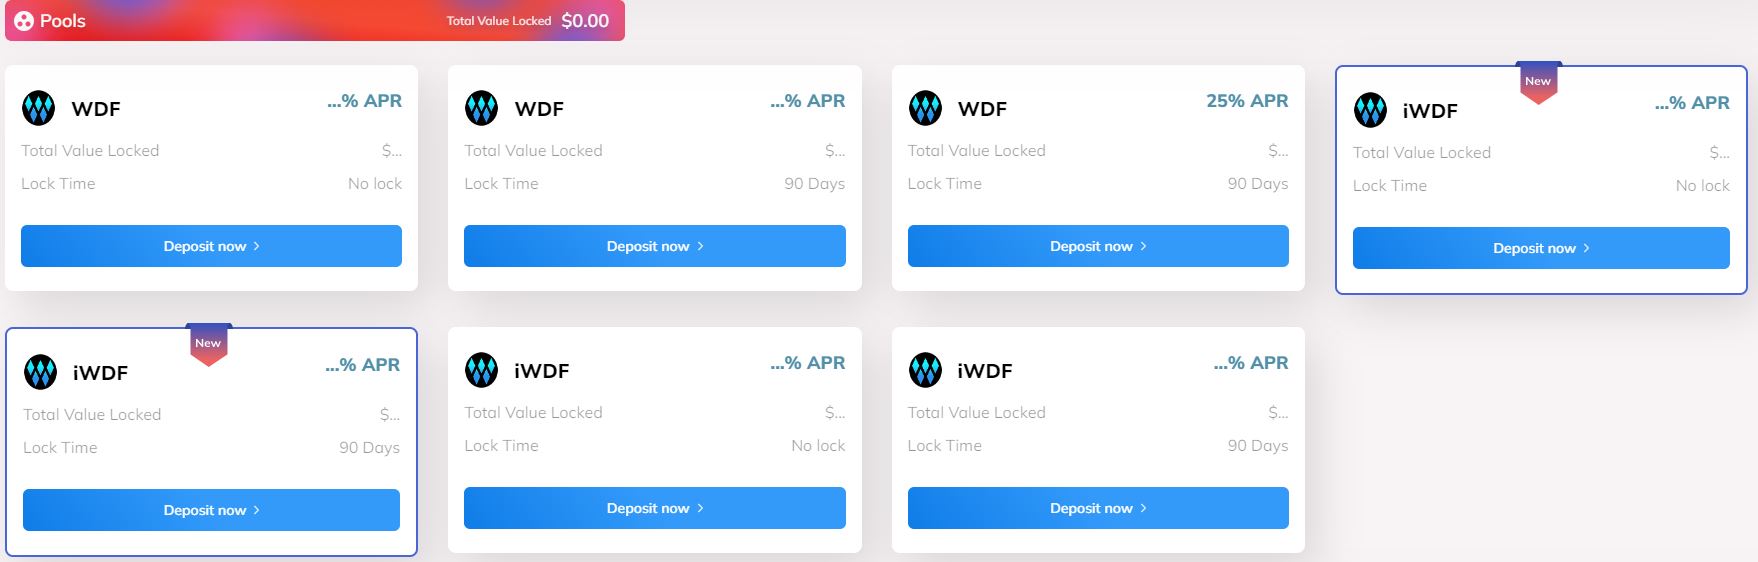 Pools Total Value Locked $0.00
WDF ...% APR
Total Value Locked $...
Lock Time No lock
Deposit now
WDF ...% APR
Total Value Locked $...
Lock Time 90 Days
Deposit now
WDF 25% APR
Total Value Locked $...
Lock Time 90 Days
Deposit now
New
iWDF ...% APR
Total Value Locked $...
Lock Time No lock
Deposit now
New
iWDF ...% APR
Total Value Locked $...
Lock Time 90 Days
Deposit now
iWDF ...% APR
Total Value Locked $...
Lock Time No lock
Deposit now
iWDF ...% APR
Total Value Locked $...
Lock Time 90 Days
Deposit now